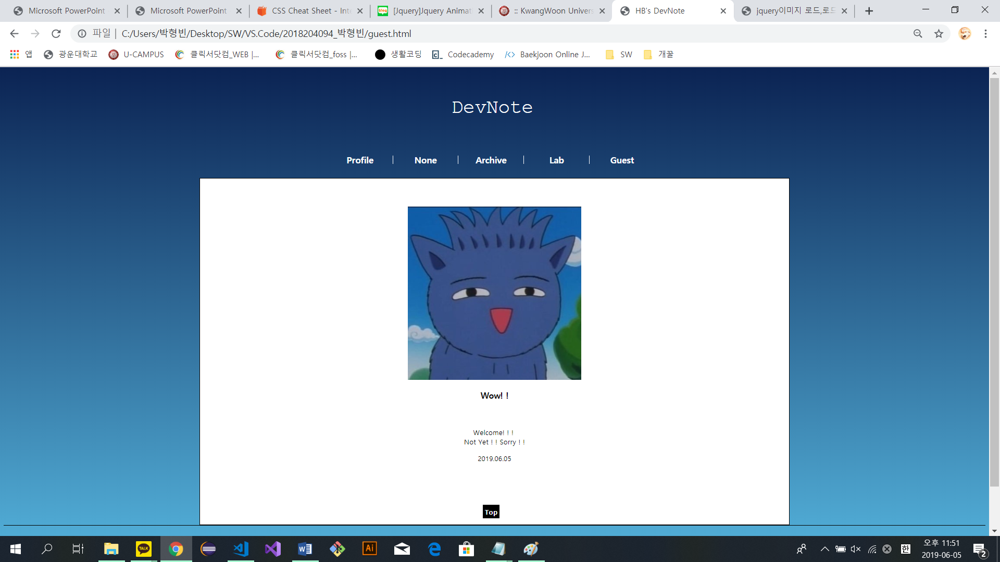 Microsoft PowerPoint
Microsoft PowerPoint
CSS Cheat Sheet - Inte
[Jquery]Jquery Animat
:: KwangWoon Univers
HB's DevNote
jquery이미지 로드,로드
파일 | C:/Users/박형빈/Desktop/SW/VS.Code/2018204094_박형빈/guest.html
앱
광운대학교
U-CAMPUS
클릭서닷컴_WEB |...
클릭서닷컴_foss |...
생활코딩
Codecademy
Baekjoon Online J...
SW
개꿀
DevNote
Profile
None
Archive
Lab
Guest
Wow! !
Welcome! ! !
Not Yet ! ! Sorry ! !
2019.06.05
Top
TALK
Ai
한
오후 11:51
2019-06-05
2